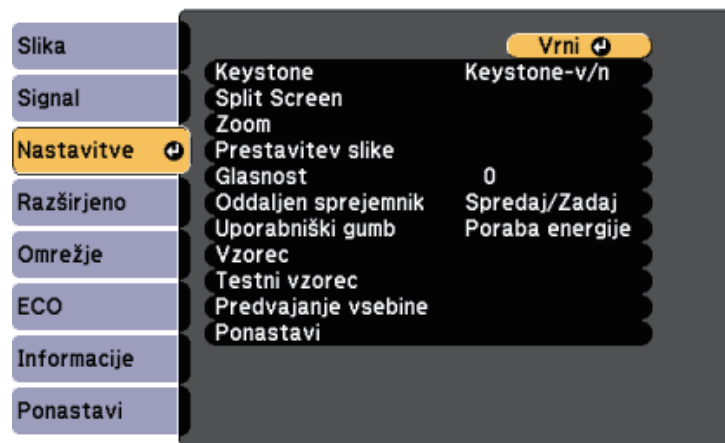 Slika
Signal
Nastavitve
Razširjeno
Omrežje
ECO
Informacije
Ponastavi
Vrni
Keystone Keystone-v/n
Split Screen
Zoom
Prestavitev slike
Glasnost 0
Oddaljen sprejemnik Spredaj/Zadaj
Uporabniški gumb Poraba energije
Vzorec
Testni vzorec
Predvajanje vsebine
Ponastavi